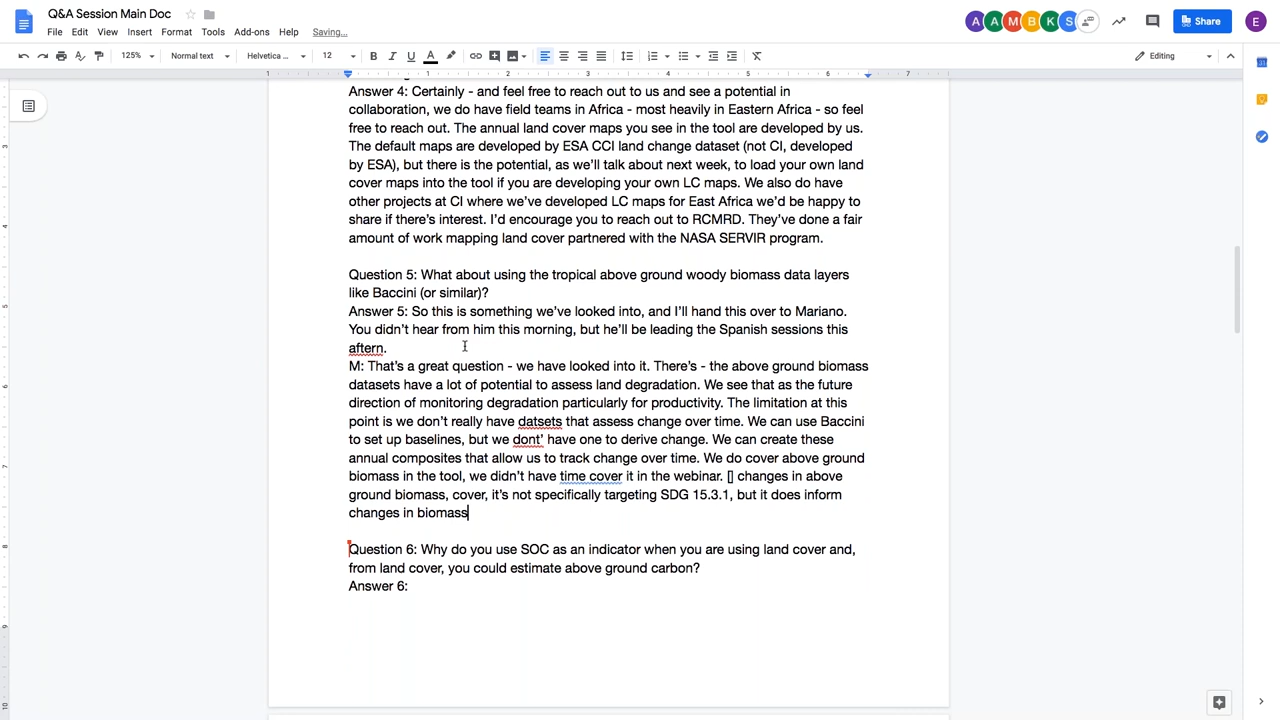 Q&A Session Main Doc
A A M B K S
Share
E
File Edit View Insert Format Tools Add-ons Help Saving...
125% Normal text Helvetica ... 12 B I U A Editing
1 1 2 3 4 5 6 7
Answer 4: Certainly - and feel free to reach out to us and see a potential in
collaboration, we do have field teams in Africa - most heavily in Eastern Africa - so feel
free to reach out. The annual land cover maps you see in the tool are developed by us.
The default maps are developed by ESA CCI land change dataset (not CI, developed
by ESA), but there is the potential, as we'll talk about next week, to load your own land
cover maps into the tool if you are developing your own LC maps. We also do have
other projects at CI where we've developed LC maps for East Africa we'd be happy to
share if there's interest. I'd encourage you to reach out to RCMRD. They've done a fair
amount of work mapping land cover partnered with the NASA SERVIR program.
Question 5: What about using the tropical above ground woody biomass data layers
like Baccini (or similar)?
Answer 5: So this is something we've looked into, and I'll hand this over to Mariano.
You didn't hear from him this morning, but he'll be leading the Spanish sessions this
aftern.
M: That's a great question - we have looked into it. There's - the above ground biomass
datasets have a lot of potential to assess land degradation. We see that as the future
direction of monitoring degradation particularly for productivity. The limitation at this
point is we don't really have datsets that assess change over time. We can use Baccini
to set up baselines, but we dont' have one to derive change. We can create these
annual composites that allow us to track change over time. We do cover above ground
biomass in the tool, we didn't have time cover it in the webinar. [] changes in above
ground biomass, cover, it's not specifically targeting SDG 15.3.1, but it does inform
changes in biomass
Question 6: Why do you use SOC as an indicator when you are using land cover and,
from land cover, you could estimate above ground carbon?
Answer 6: